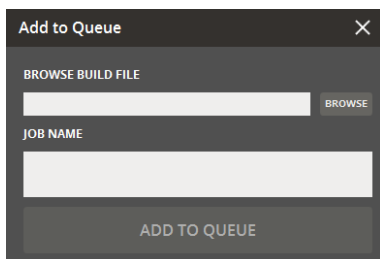 Add to Queue
BROWSE BUILD FILE
BROWSE
JOB NAME
ADD TO QUEUE